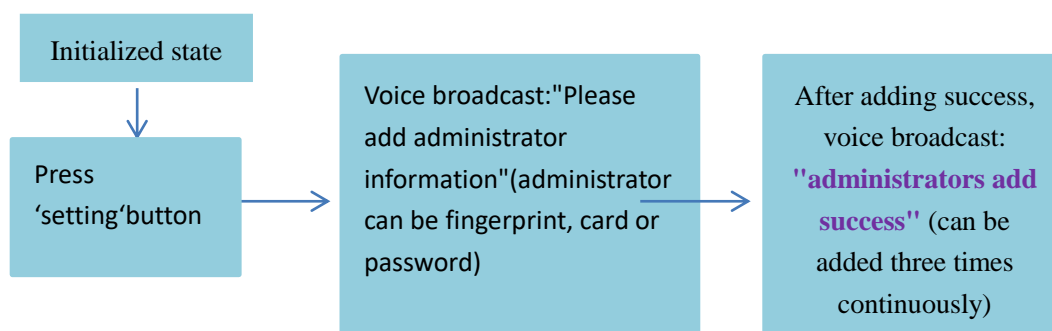 Initialized state
Press
‘setting‘button
Voice broadcast:"Please
add administrator
information"(administrator
can be fingerprint, card or
password)
After adding success,
voice broadcast:
"administrators add
success" (can be
added three times
continuously)